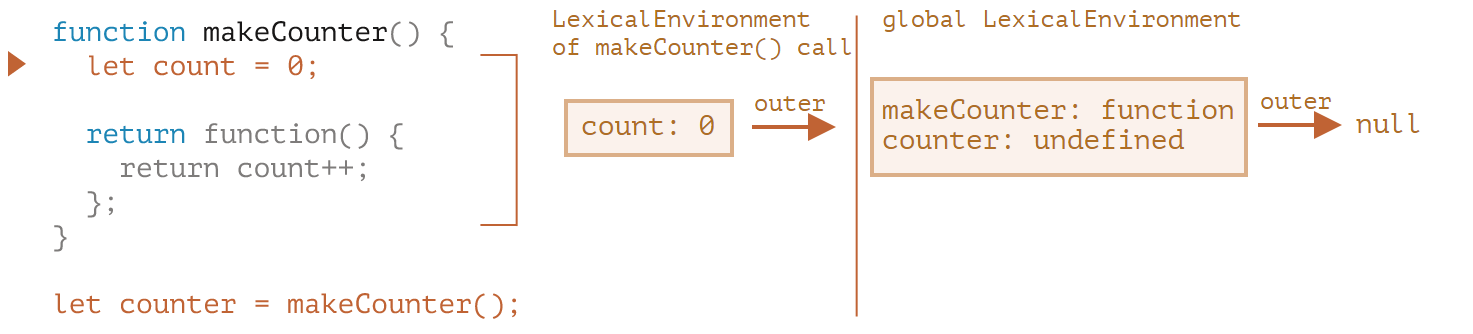 function makeCounter() {
  let count = 0;

  return function() {
    return count++;
  };
}

let counter = makeCounter();
LexicalEnvironment
of makeCounter() call
count: 0
outer
global LexicalEnvironment
makeCounter: function
counter: undefined
outer
null